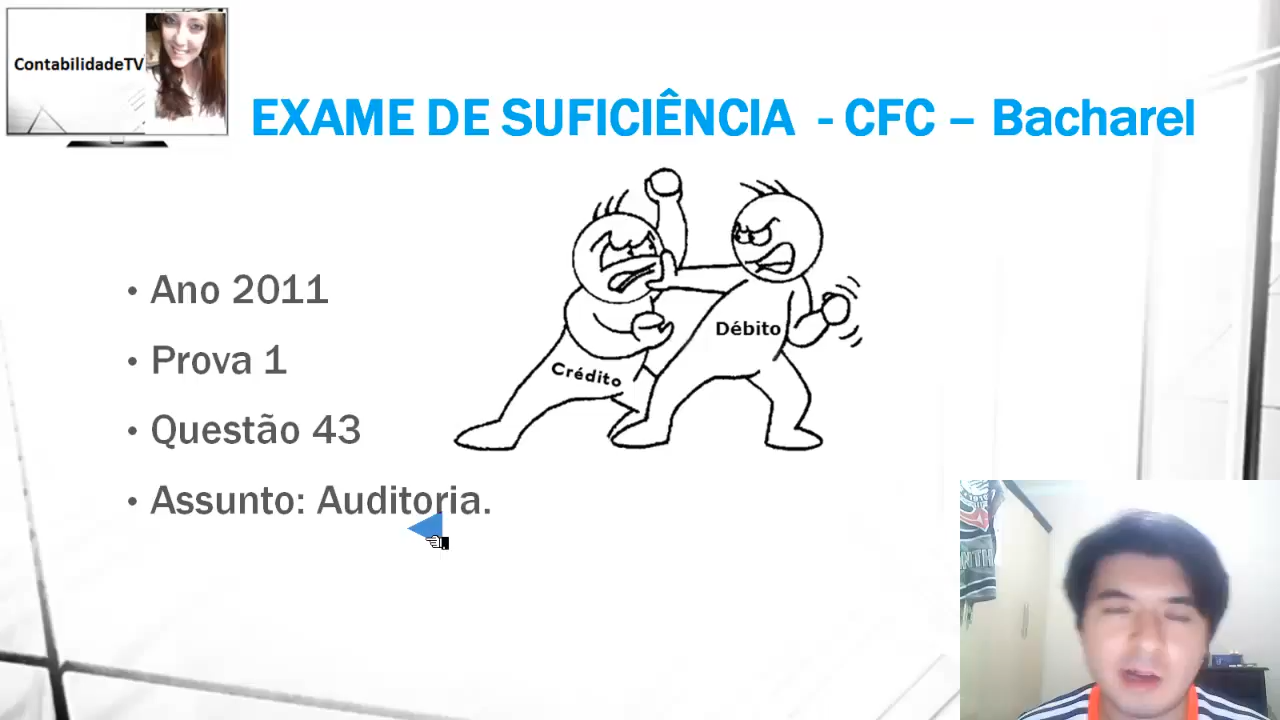 ContabilidadeTV
EXAME DE SUFICIÊNCIA - CFC – Bacharel
• Ano 2011
• Prova 1
• Questão 43
• Assunto: Auditoria.
Crédito
Débito